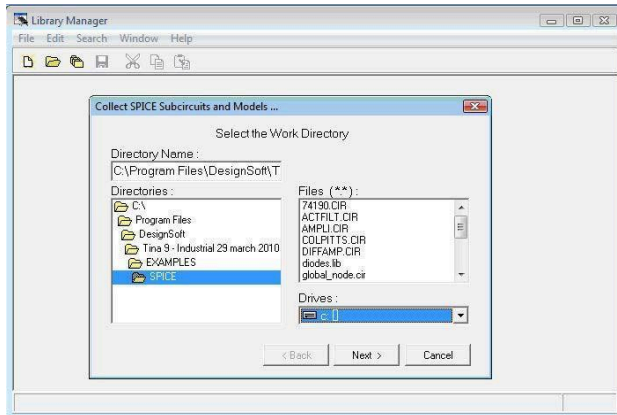 Library Manager
File Edit Search Window Help
Collect SPICE Subcircuits and Models ...
Select the Work Directory
Directory Name :
C:\Program Files\DesignSoft\T
Directories :
C:\
Program Files
DesignSoft
Tina 9 - Industrial 29 march 2010
EXAMPLES
SPICE
Files (*.*) :
74190.CIR
ACTFILT.CIR
AMPLI.CIR
COLPITTS.CIR
DIFFAMP.CIR
diodes.lib
global_node.cir
Drives :
c: []
< Back Next > Cancel